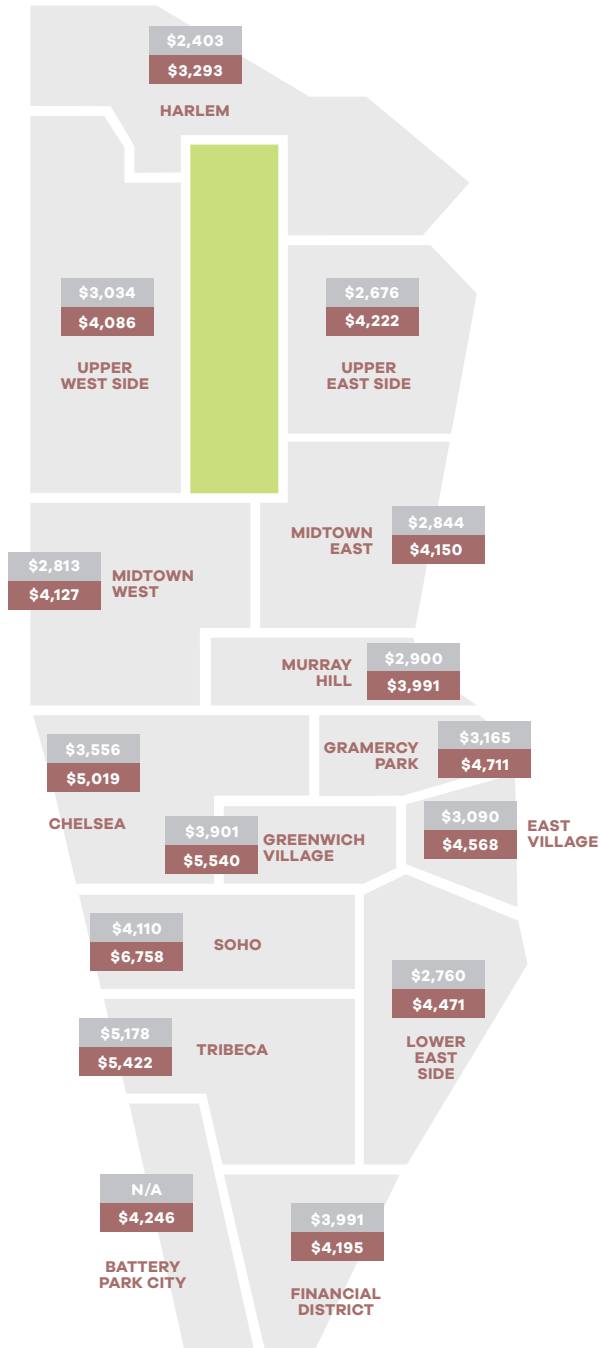 $2,403
$3,293
HARLEM
$3,034
$4,086
UPPER
WEST SIDE
$2,676
$4,222
UPPER
EAST SIDE
MIDTOWN
EAST
$2,844
$4,150
$2,813
$4,127
MIDTOWN
WEST
MURRAY
HILL
$2,900
$3,991
$3,556
$5,019
CHELSEA
GRAMERCY
PARK
$3,165
$4,711
$3,901
$5,540
GREENWICH
VILLAGE
$3,090
$4,568
EAST
VILLAGE
$4,110
$6,758
SOHO
$2,760
$4,471
LOWER
EAST
SIDE
$5,178
$5,422
TRIBECA
N/A
$4,246
BATTERY
PARK CITY
$3,991
$4,195
FINANCIAL
DISTRICT